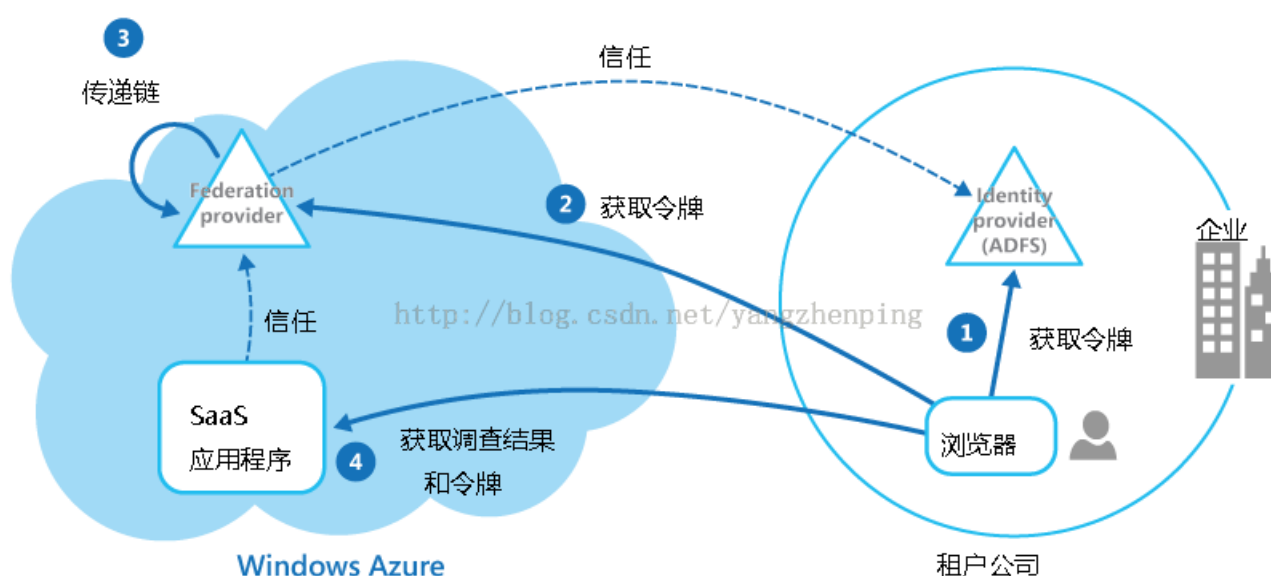 3
传递链
信任
Federation
provider
2
获取令牌
Identity
provider
(ADFS)
企业
信任
http://blog.csdn.net/yangzhenping
1
获取令牌
SaaS
应用程序
4
获取调查结果
和令牌
浏览器
Windows Azure
租户公司